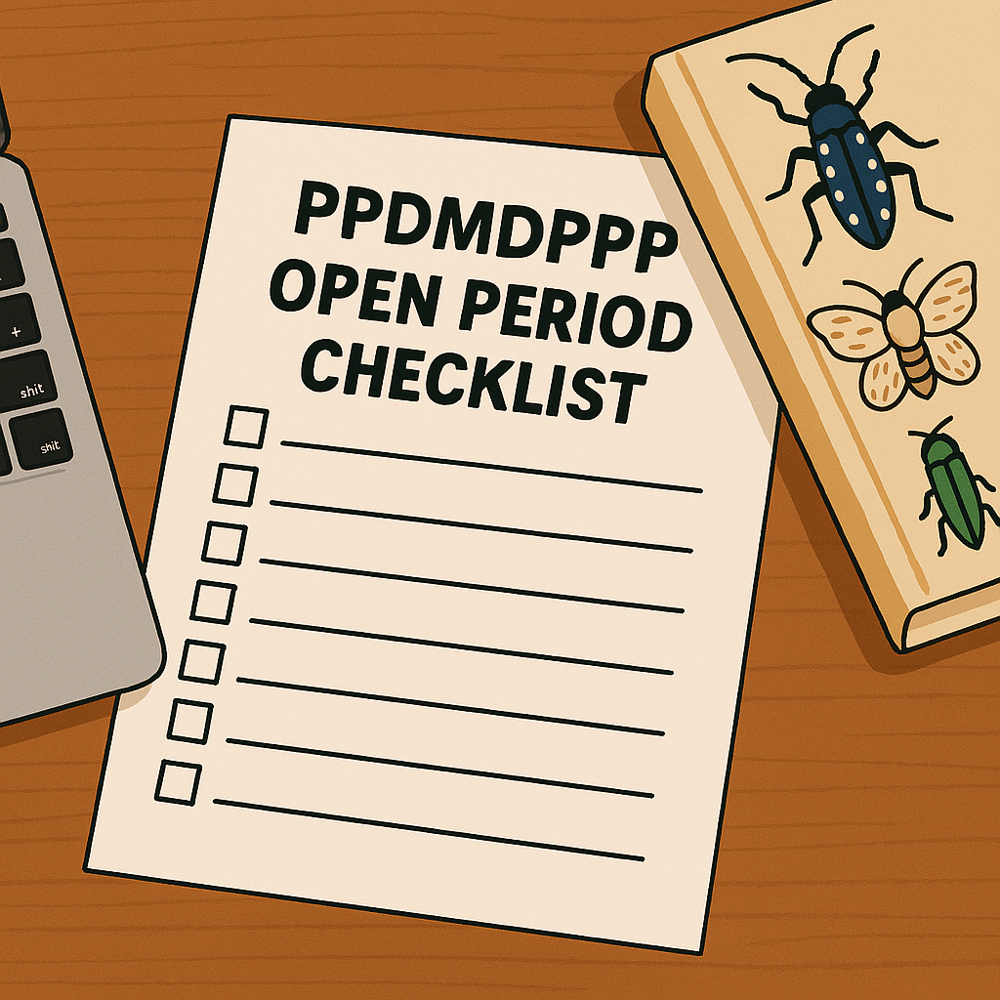 PPDMDPPP
OPEN PERIOD
CHECKLIST
+
shit
shit